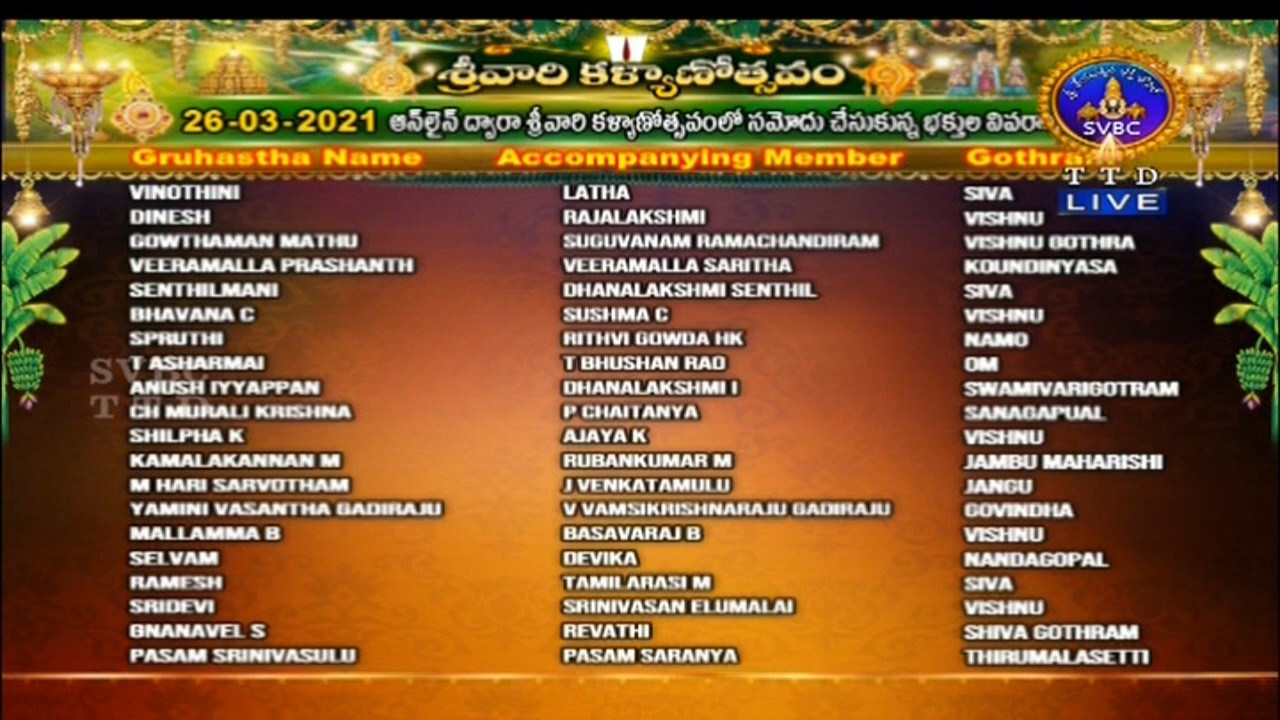 శ్రీవారి కళ్యాణోత్సవం
26-03-2021 ఆన్‌లైన్ ద్వారా శ్రీవారి కళ్యాణోత్సవంలో నమోదు చేసుకున్న భక్తుల
SVBC
Gruhastha Name Accompanying Member Gothra
T T D
LIVE
VINOTHINI LATHA SIVA
DINESH RAJALAKSHMI VISHNU
GOWTHAMAN MATHU SUGUVANAM RAMACHANDIRAM VISHNU GOTHRA
VEERAMALLA PRASHANTH VEERAMALLA SARITHA KOUNDINYASA
SENTHILMANI DHANALAKSHMI SENTHIL SIVA
BHAVANA C SUSHMA C VISHNU
SPRUTHI RITHVI GOWDA HK NAMO
T ASHARMAI T BHUSHAN RAO OM
ANUSH IYYAPPAN DHANALAKSHMI I SWAMIVARIGOTRAM
CH MURALI KRISHNA P CHAITANYA SANAGAPUAL
SHILPHA K AJAYA K VISHNU
KAMALAKANNAN M RUBANKUMAR M JAMBU MAHARISHI
M HARI SARVOTHAM J VENKATAMULU JANGU
YAMINI VASANTHA GADIRAJU V VAMSIKRISHNARAJU GADIRAJU GOVINDHA
MALLAMMA B BASAVARAJ B VISHNU
SELVAM DEVIKA NANDAGOPAL
RAMESH TAMILARASI M SIVA
SRIDEVI SRINIVASAN ELUMALAI VISHNU
GNANAVEL S REVATHI SHIVA GOTHRAM
PASAM SRINIVASULU PASAM SARANYA THIRUMALASETTI
SVBC
T T D